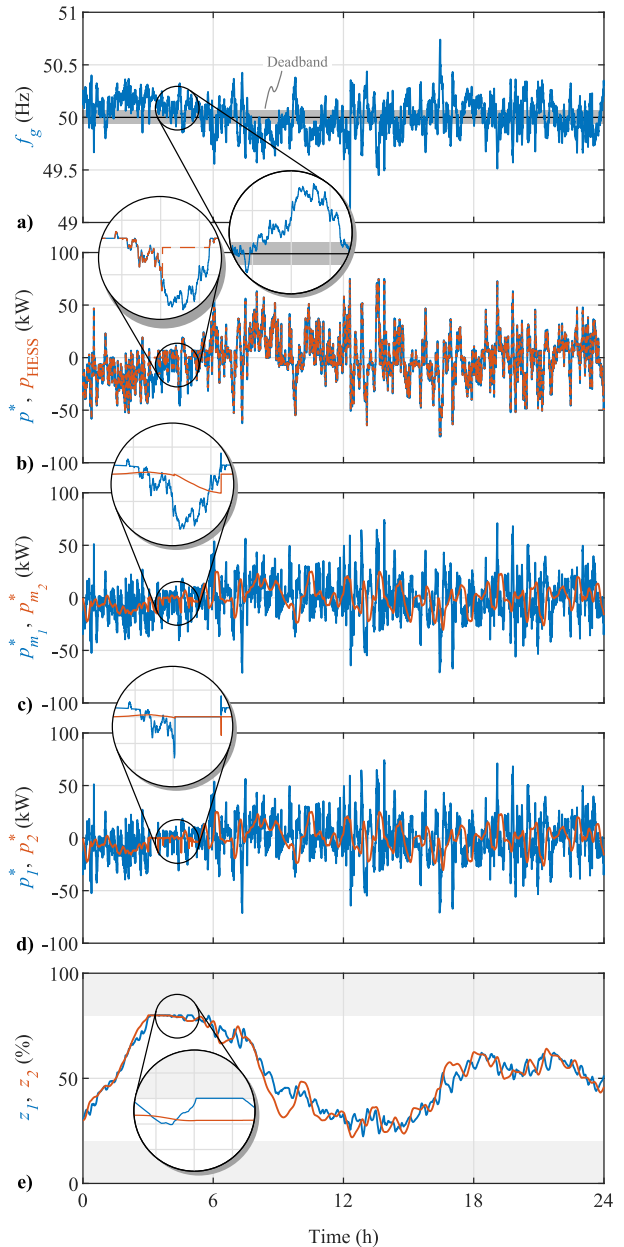 51
50.5
50
49.5
49
f_g (Hz)
Deadband
a)
100
50
0
-50
-100
p*, p_HESS (kW)
b)
100
50
0
-50
-100
p*_m_1, p*_m_2 (kW)
c)
100
50
0
-50
-100
p*_1, p*_2 (kW)
d)
100
50
0
z_1, z_2 (%)
e)
0 6 12 18 24
Time (h)